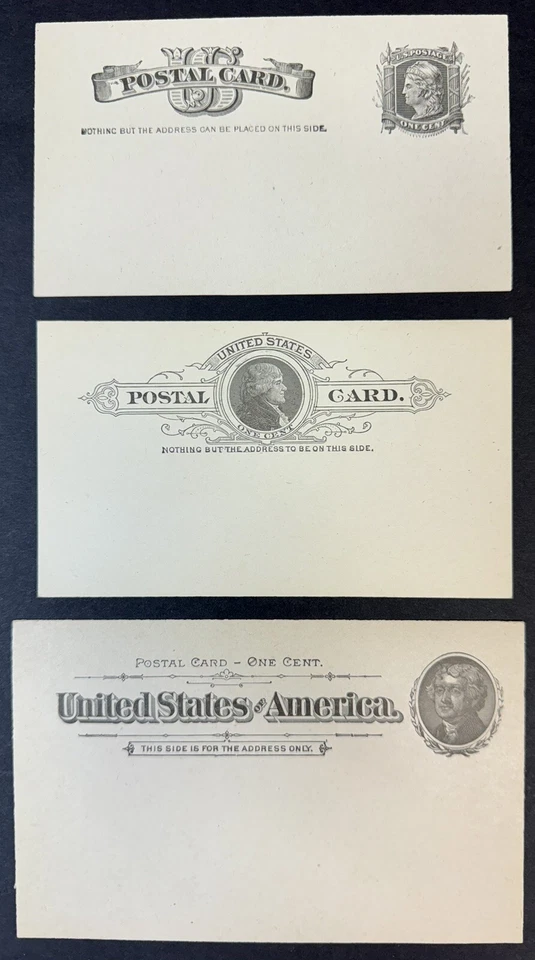 US
POSTAL CARD.
NOTHING BUT THE ADDRESS CAN BE PLACED ON THIS SIDE.
U.S. POSTAGE
ONE CENT
UNITED STATES
POSTAL CARD.
ONE CENT
NOTHING BUT THE ADDRESS TO BE ON THIS SIDE.
POSTAL CARD – ONE CENT.
United States of America.
THIS SIDE IS FOR THE ADDRESS ONLY.